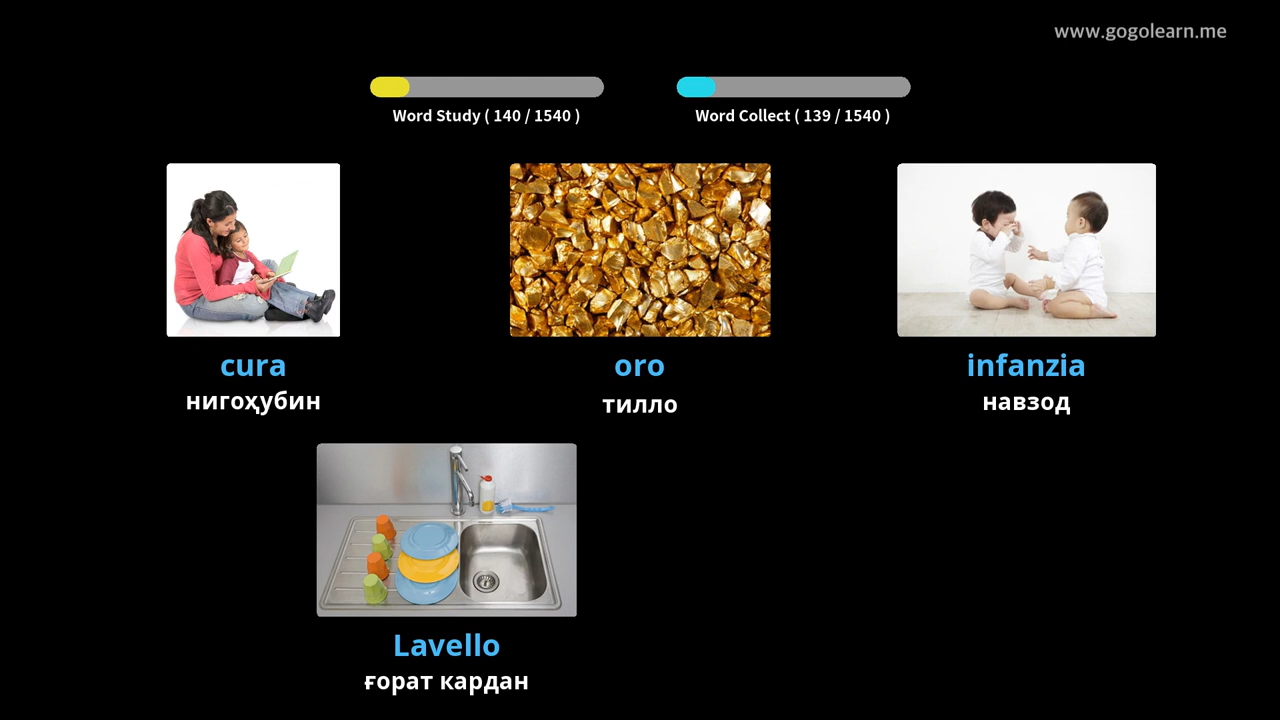 www.gogolearn.me
Word Study ( 140 / 1540 )
Word Collect ( 139 / 1540 )
cura
нигоҳубин
oro
тилло
infanzia
навзод
Lavello
ғорат кардан